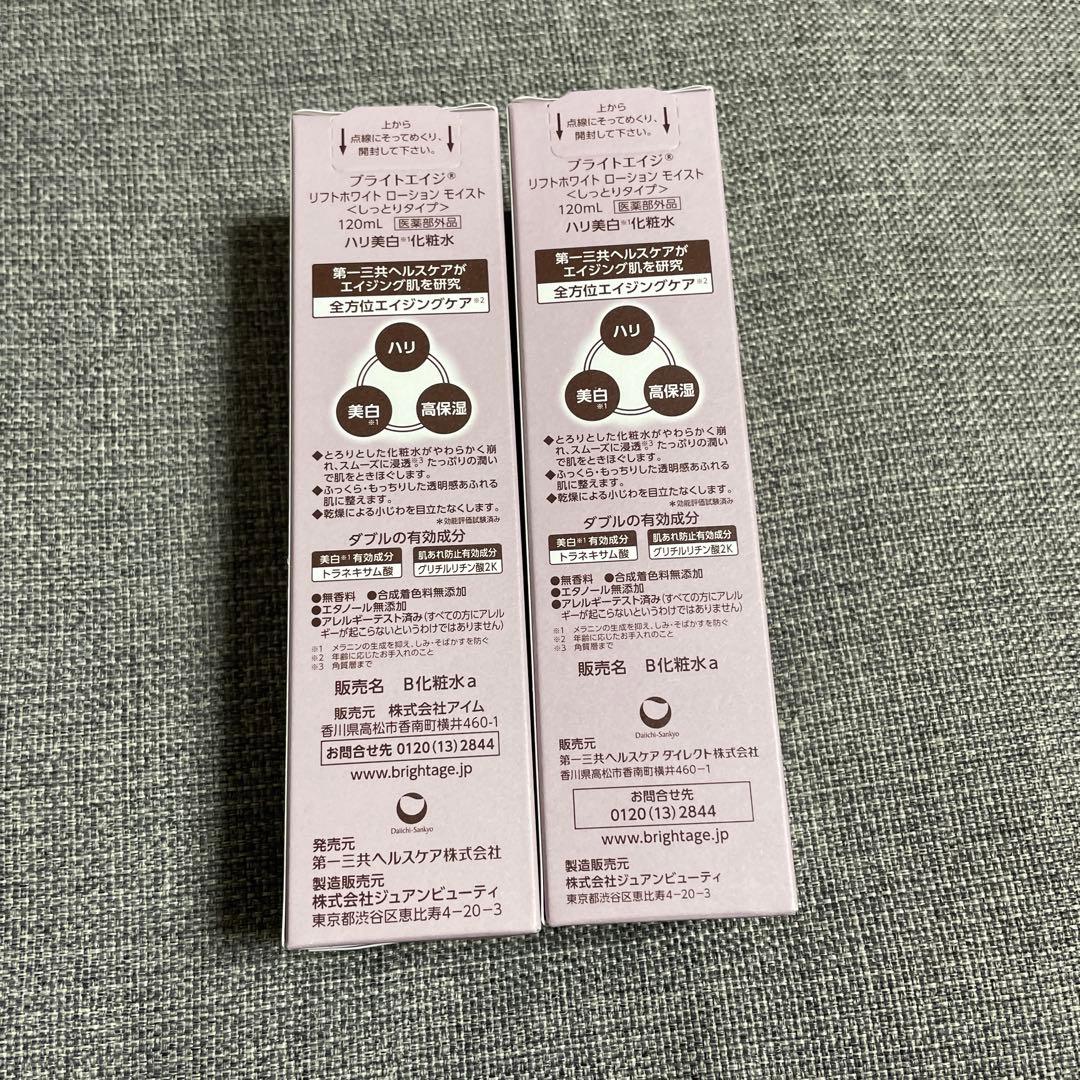 上から
点線にそってめくり、
開封して下さい。
ブライトエイジ®
リフトホワイト ローション モイスト
<しっとりタイプ>
120mL 医薬部外品
ハリ美白※1化粧水
第一三共ヘルスケアが
エイジング肌を研究
全方位エイジングケア※2
ハリ
美白※1
高保湿
◆とろりとした化粧水がやわらかく崩
れ、スムーズに浸透※3 たっぷりの潤い
で肌をときほぐします。
◆ふっくら・もっちりした透明感あふれる
肌に整えます。
◆乾燥による小じわを目立たなくします。
*効能評価試験済み
ダブルの有効成分
美白※1有効成分
トラネキサム酸
肌あれ防止有効成分
グリチルリチン酸2K
●無香料 ●合成着色料無添加
●エタノール無添加
●アレルギーテスト済み(すべての方にアレル
ギーが起こらないというわけではありません)
※1 メラニンの生成を抑え、しみ・そばかすを防ぐ
※2 年齢に応じたお手入れのこと
※3 角質層まで
販売名 B化粧水a
販売元 株式会社アイム
香川県高松市香南町横井460-1
お問合せ先 0120(13)2844
www.brightage.jp
Daiichi-Sankyo
発売元
第一三共ヘルスケア株式会社
製造販売元
株式会社ジュアンビューティ
東京都渋谷区恵比寿4-20-3
上から
点線にそってめくり、
開封して下さい。
ブライトエイジ®
リフトホワイト ローション モイスト
<しっとりタイプ>
120mL 医薬部外品
ハリ美白※1化粧水
第一三共ヘルスケアが
エイジング肌を研究
全方位エイジングケア※2
ハリ
美白※1
高保湿
◆とろりとした化粧水がやわらかく崩
れ、スムーズに浸透※3 たっぷりの潤い
で肌をときほぐします。
◆ふっくら・もっちりした透明感あふれる
肌に整えます。
◆乾燥による小じわを目立たなくします。
*効能評価試験済み
ダブルの有効成分
美白※1有効成分
トラネキサム酸
肌あれ防止有効成分
グリチルリチン酸2K
●無香料 ●合成着色料無添加
●エタノール無添加
●アレルギーテスト済み(すべての方にアレル
ギーが起こらないというわけではありません)
※1 メラニンの生成を抑え、しみ・そばかすを防ぐ
※2 年齢に応じたお手入れのこと
※3 角質層まで
販売名 B化粧水a
Daiichi-Sankyo
販売元
第一三共ヘルスケア ダイレクト株式会社
香川県高松市香南町横井460-1
お問合せ先
0120(13)2844
www.brightage.jp
製造販売元
株式会社ジュアンビューティ
東京都渋谷区恵比寿4-20-3